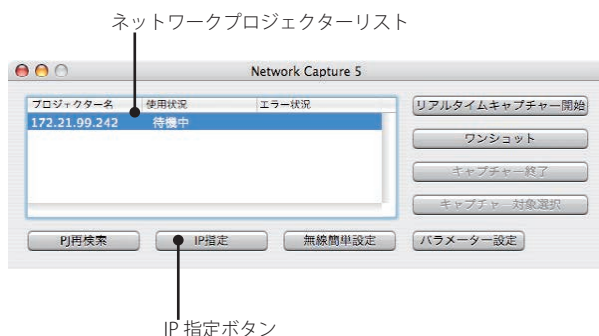 ネットワークプロジェクターリスト
Network Capture 5
プロジェクター名 使用状況 エラー状況
172.21.99.242 待機中
リアルタイムキャプチャー開始
ワンショット
キャプチャー終了
キャプチャー対象選択
PJ再検索 IP指定 無線簡単設定 パラメーター設定
IP 指定ボタン